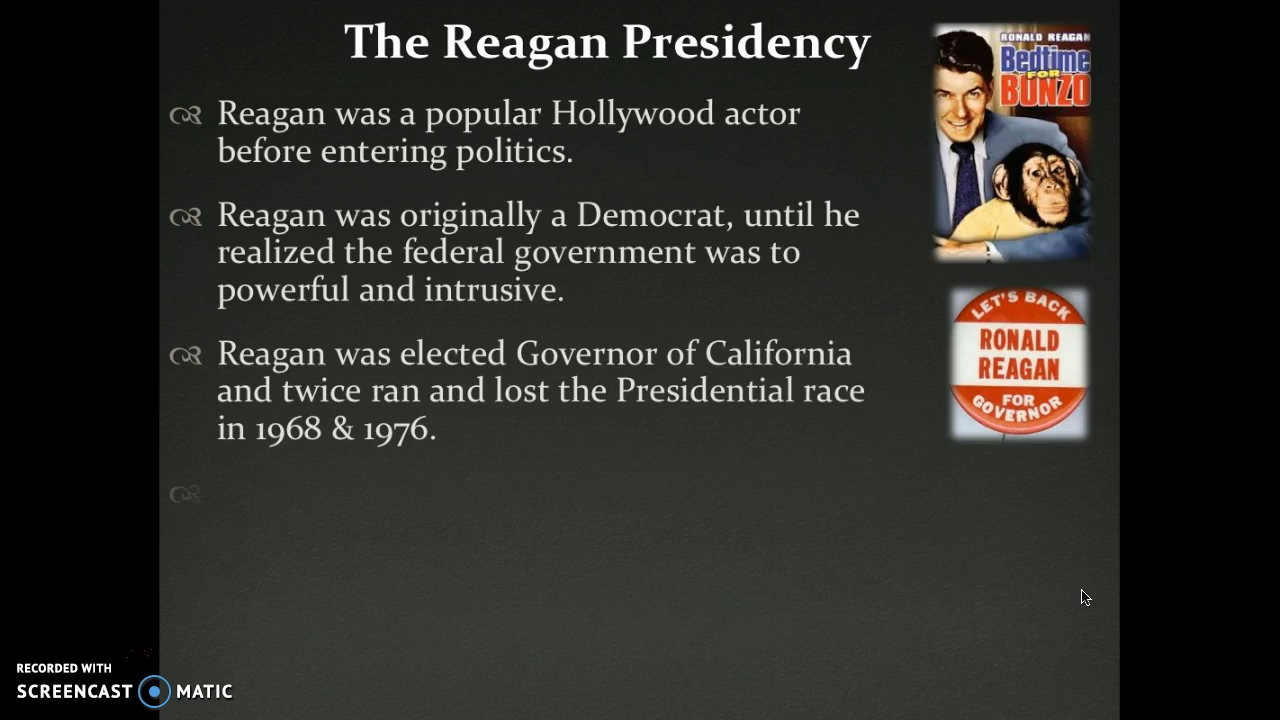 The Reagan Presidency
Reagan was a popular Hollywood actor
before entering politics.
Reagan was originally a Democrat, until he
realized the federal government was to
powerful and intrusive.
Reagan was elected Governor of California
and twice ran and lost the Presidential race
in 1968 & 1976.
RONALD REAGAN
Bedtime
FOR
BONZO
LET'S BACK
RONALD
REAGAN
FOR
GOVERNOR
RECORDED WITH
SCREENCAST MATIC